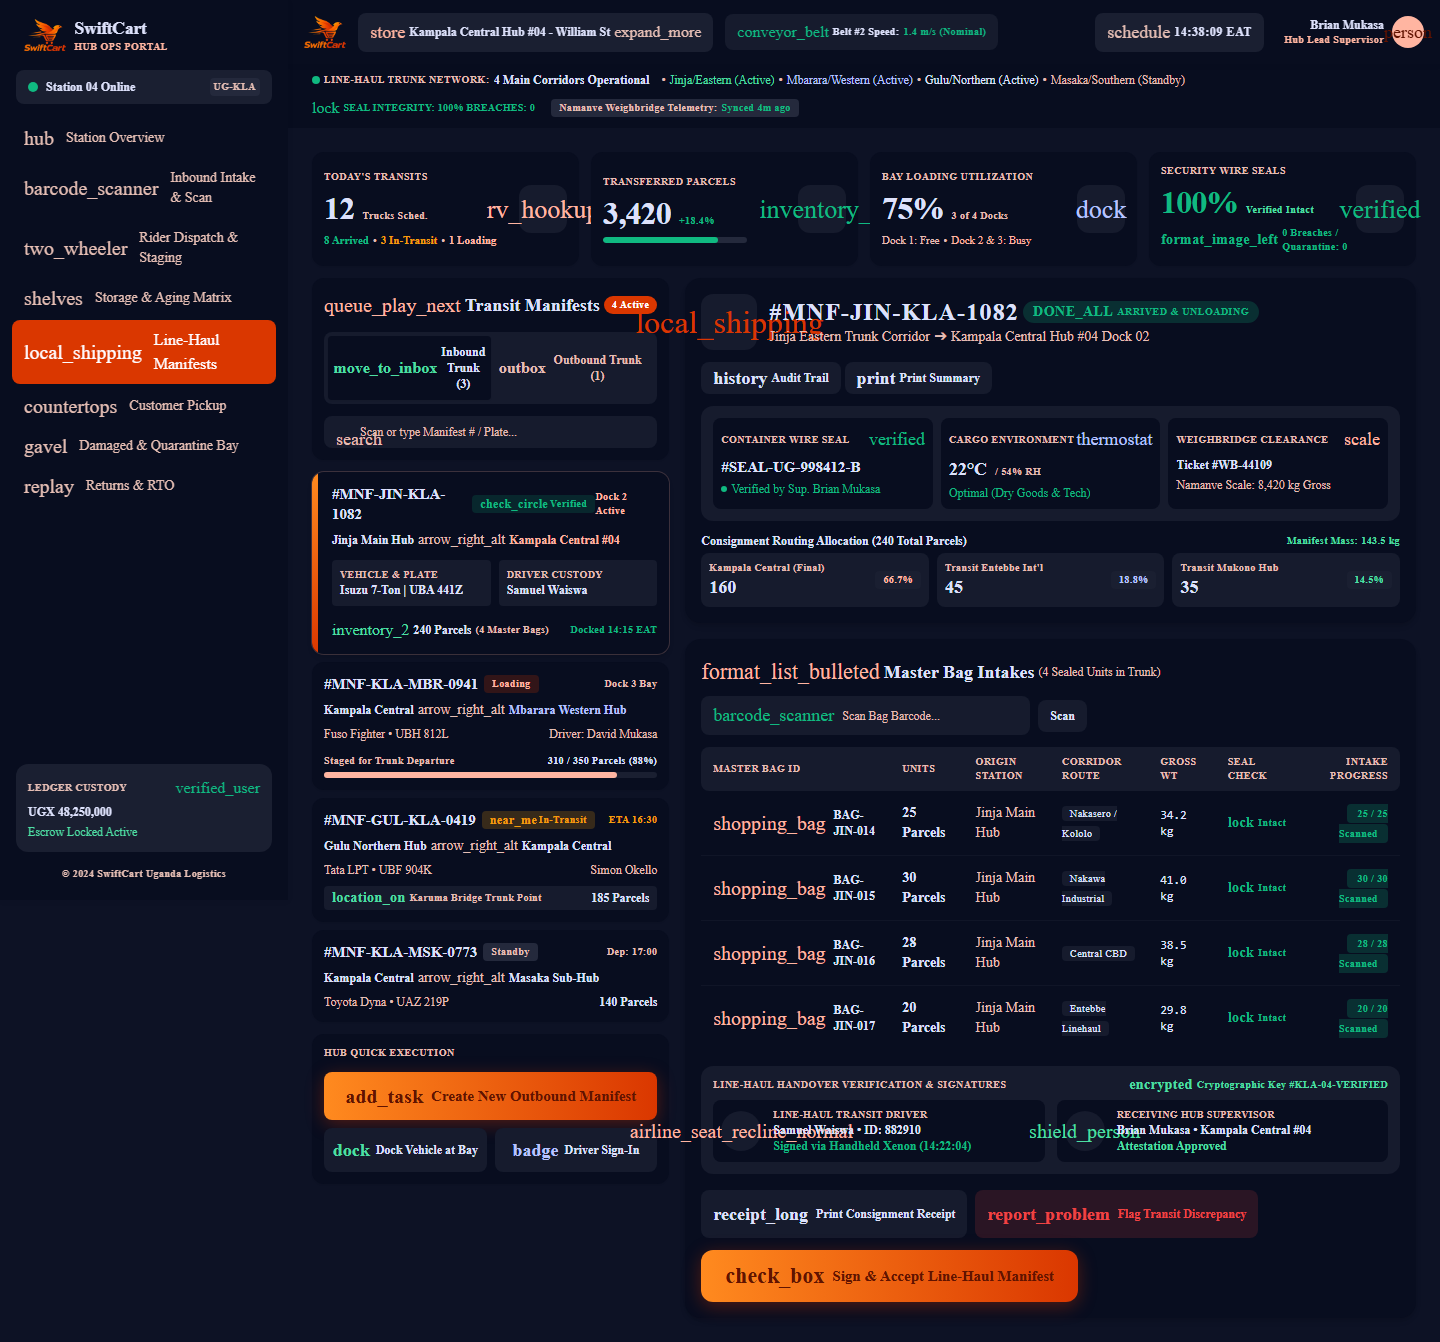 SwiftCart
SwiftCart
HUB OPS PORTAL
Station 04 Online
UG-KLA
hub Station Overview
barcode_scanner Inbound Intake
& Scan
two_wheeler Rider Dispatch &
Staging
shelves Storage & Aging Matrix
local_shipping Line-Haul
Manifests
countertops Customer Pickup
gavel Damaged & Quarantine Bay
replay Returns & RTO
LEDGER CUSTODY verified_user
UGX 48,250,000
Escrow Locked Active
© 2024 SwiftCart Uganda Logistics
SwiftCart
store Kampala Central Hub #04 - William St expand_more
conveyor_belt Belt #2 Speed: 1.4 m/s (Nominal)
schedule 14:38:09 EAT
Brian Mukasa
Hub Lead Supervisor
person
LINE-HAUL TRUNK NETWORK: 4 Main Corridors Operational • Jinja/Eastern (Active) • Mbarara/Western (Active) • Gulu/Northern (Active) • Masaka/Southern (Standby)
lock SEAL INTEGRITY: 100% BREACHES: 0
Namanve Weighbridge Telemetry: Synced 4m ago
TODAY'S TRANSITS
12 Trucks Sched.
rv_hookup
8 Arrived • 3 In-Transit • 1 Loading
TRANSFERRED PARCELS
3,420 +18.4%
inventory_
BAY LOADING UTILIZATION
75% 3 of 4 Docks
dock
Dock 1: Free • Dock 2 & 3: Busy
SECURITY WIRE SEALS
100% Verified Intact
verified
format_image_left 0 Breaches /
Quarantine: 0
queue_play_next Transit Manifests 4 Active
move_to_inbox Inbound
Trunk
(3)
outbox Outbound Trunk
(1)
search Scan or type Manifest # / Plate...
#MNF-JIN-KLA-
1082
check_circle Verified
Dock 2
Active
Jinja Main Hub arrow_right_alt Kampala Central #04
VEHICLE & PLATE
Isuzu 7-Ton | UBA 441Z
DRIVER CUSTODY
Samuel Waiswa
inventory_2 240 Parcels (4 Master Bags) Docked 14:15 EAT
#MNF-KLA-MBR-0941 Loading Dock 3 Bay
Kampala Central arrow_right_alt Mbarara Western Hub
Fuso Fighter • UBH 812L Driver: David Mukasa
Staged for Trunk Departure 310 / 350 Parcels (88%)
#MNF-GUL-KLA-0419 near_me In-Transit ETA 16:30
Gulu Northern Hub arrow_right_alt Kampala Central
Tata LPT • UBF 904K Simon Okello
location_on Karuma Bridge Trunk Point 185 Parcels
#MNF-KLA-MSK-0773 Standby Dep: 17:00
Kampala Central arrow_right_alt Masaka Sub-Hub
Toyota Dyna • UAZ 219P 140 Parcels
HUB QUICK EXECUTION
add_task Create New Outbound Manifest
dock Dock Vehicle at Bay
badge Driver Sign-In
local_shipping
#MNF-JIN-KLA-1082 DONE_ALL ARRIVED & UNLOADING
Jinja Eastern Trunk Corridor ➔ Kampala Central Hub #04 Dock 02
history Audit Trail
print Print Summary
CONTAINER WIRE SEAL verified
#SEAL-UG-998412-B
Verified by Sup. Brian Mukasa
CARGO ENVIRONMENT thermostat
22°C / 54% RH
Optimal (Dry Goods & Tech)
WEIGHBRIDGE CLEARANCE scale
Ticket #WB-44109
Namanve Scale: 8,420 kg Gross
Consignment Routing Allocation (240 Total Parcels) Manifest Mass: 143.5 kg
Kampala Central (Final)
160
66.7%
Transit Entebbe Int'l
45
18.8%
Transit Mukono Hub
35
14.5%
format_list_bulleted Master Bag Intakes (4 Sealed Units in Trunk)
barcode_scanner Scan Bag Barcode...
Scan
MASTER BAG ID UNITS ORIGIN
STATION CORRIDOR
ROUTE GROSS
WT SEAL
CHECK INTAKE
PROGRESS
shopping_bag BAG-
JIN-014
25
Parcels
Jinja Main
Hub
Nakasero /
Kololo
34.2
kg
lock Intact
25 / 25
Scanned
shopping_bag BAG-
JIN-015
30
Parcels
Jinja Main
Hub
Nakawa
Industrial
41.0
kg
lock Intact
30 / 30
Scanned
shopping_bag BAG-
JIN-016
28
Parcels
Jinja Main
Hub
Central CBD
38.5
kg
lock Intact
28 / 28
Scanned
shopping_bag BAG-
JIN-017
20
Parcels
Jinja Main
Hub
Entebbe
Linehaul
29.8
kg
lock Intact
20 / 20
Scanned
LINE-HAUL HANDOVER VERIFICATION & SIGNATURES encrypted Cryptographic Key #KLA-04-VERIFIED
airline_seat_recline_normal
LINE-HAUL TRANSIT DRIVER
Samuel Waiswa • ID: 882910
Signed via Handheld Xenon (14:22:04)
shield_person
RECEIVING HUB SUPERVISOR
Brian Mukasa • Kampala Central #04
Attestation Approved
receipt_long Print Consignment Receipt
report_problem Flag Transit Discrepancy
check_box Sign & Accept Line-Haul Manifest